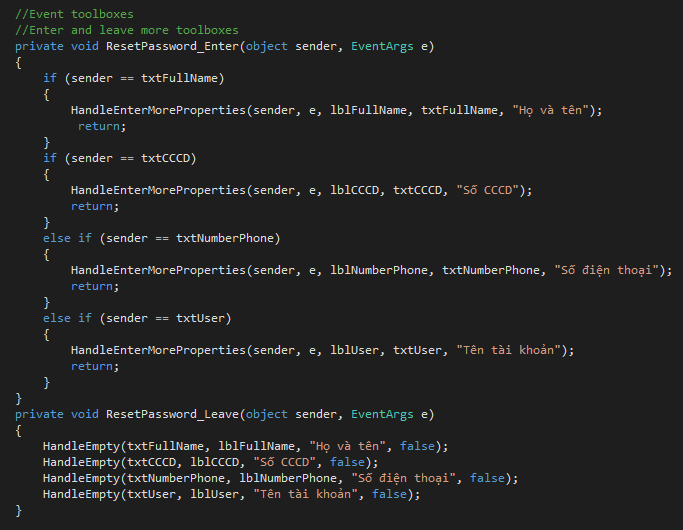 //Event toolboxes
//Enter and leave more toolboxes
private void ResetPassword_Enter(object sender, EventArgs e)
{
    if (sender == txtFullName)
    {
        HandleEnterMoreProperties(sender, e, lblFullName, txtFullName, "Họ và tên");
         return;
    }
    if (sender == txtCCCD)
    {
        HandleEnterMoreProperties(sender, e, lblCCCD, txtCCCD, "Số CCCD");
        return;
    }
    else if (sender == txtNumberPhone)
    {
        HandleEnterMoreProperties(sender, e, lblNumberPhone, txtNumberPhone, "Số điện thoại");
        return;
    }
    else if (sender == txtUser)
    {
        HandleEnterMoreProperties(sender, e, lblUser, txtUser, "Tên tài khoản");
        return;
    }
}
private void ResetPassword_Leave(object sender, EventArgs e)
{
    HandleEmpty(txtFullName, lblFullName, "Họ và tên", false);
    HandleEmpty(txtCCCD, lblCCCD, "Số CCCD", false);
    HandleEmpty(txtNumberPhone, lblNumberPhone, "Số điện thoại", false);
    HandleEmpty(txtUser, lblUser, "Tên tài khoản", false);
}